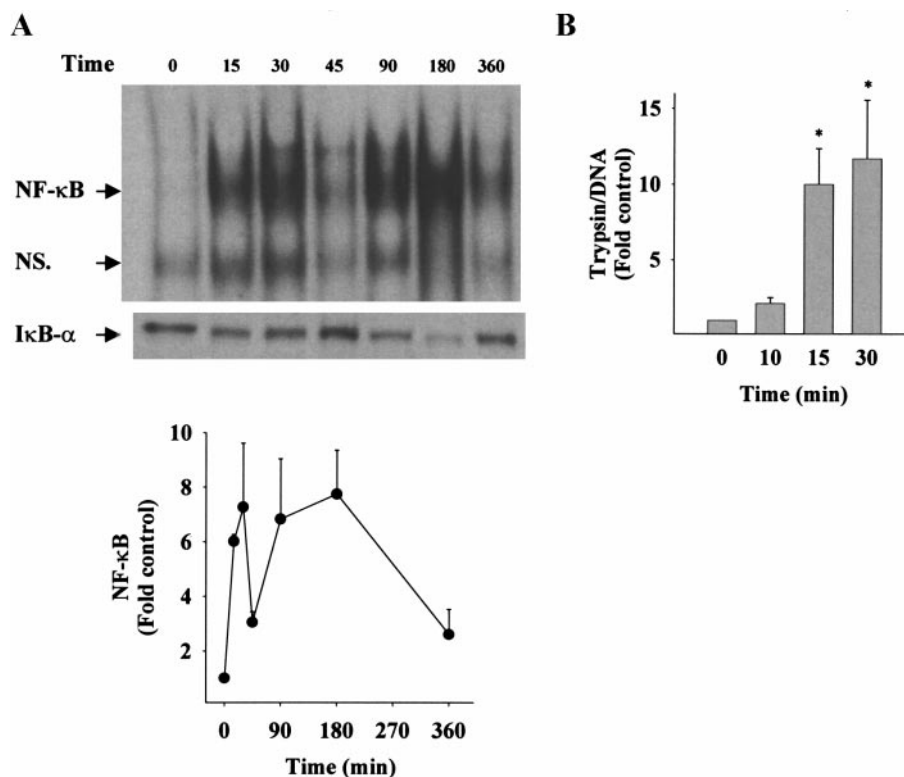 A
Time 0 15 30 45 90 180 360
NF-κB
NS.
IκB-α
10
8
6
4
2
NF-κB
(Fold control)
0 90 180 270 360
Time (min)
B
15
10
5
Trypsin/DNA
(Fold control)
* *
0 10 15 30
Time (min)